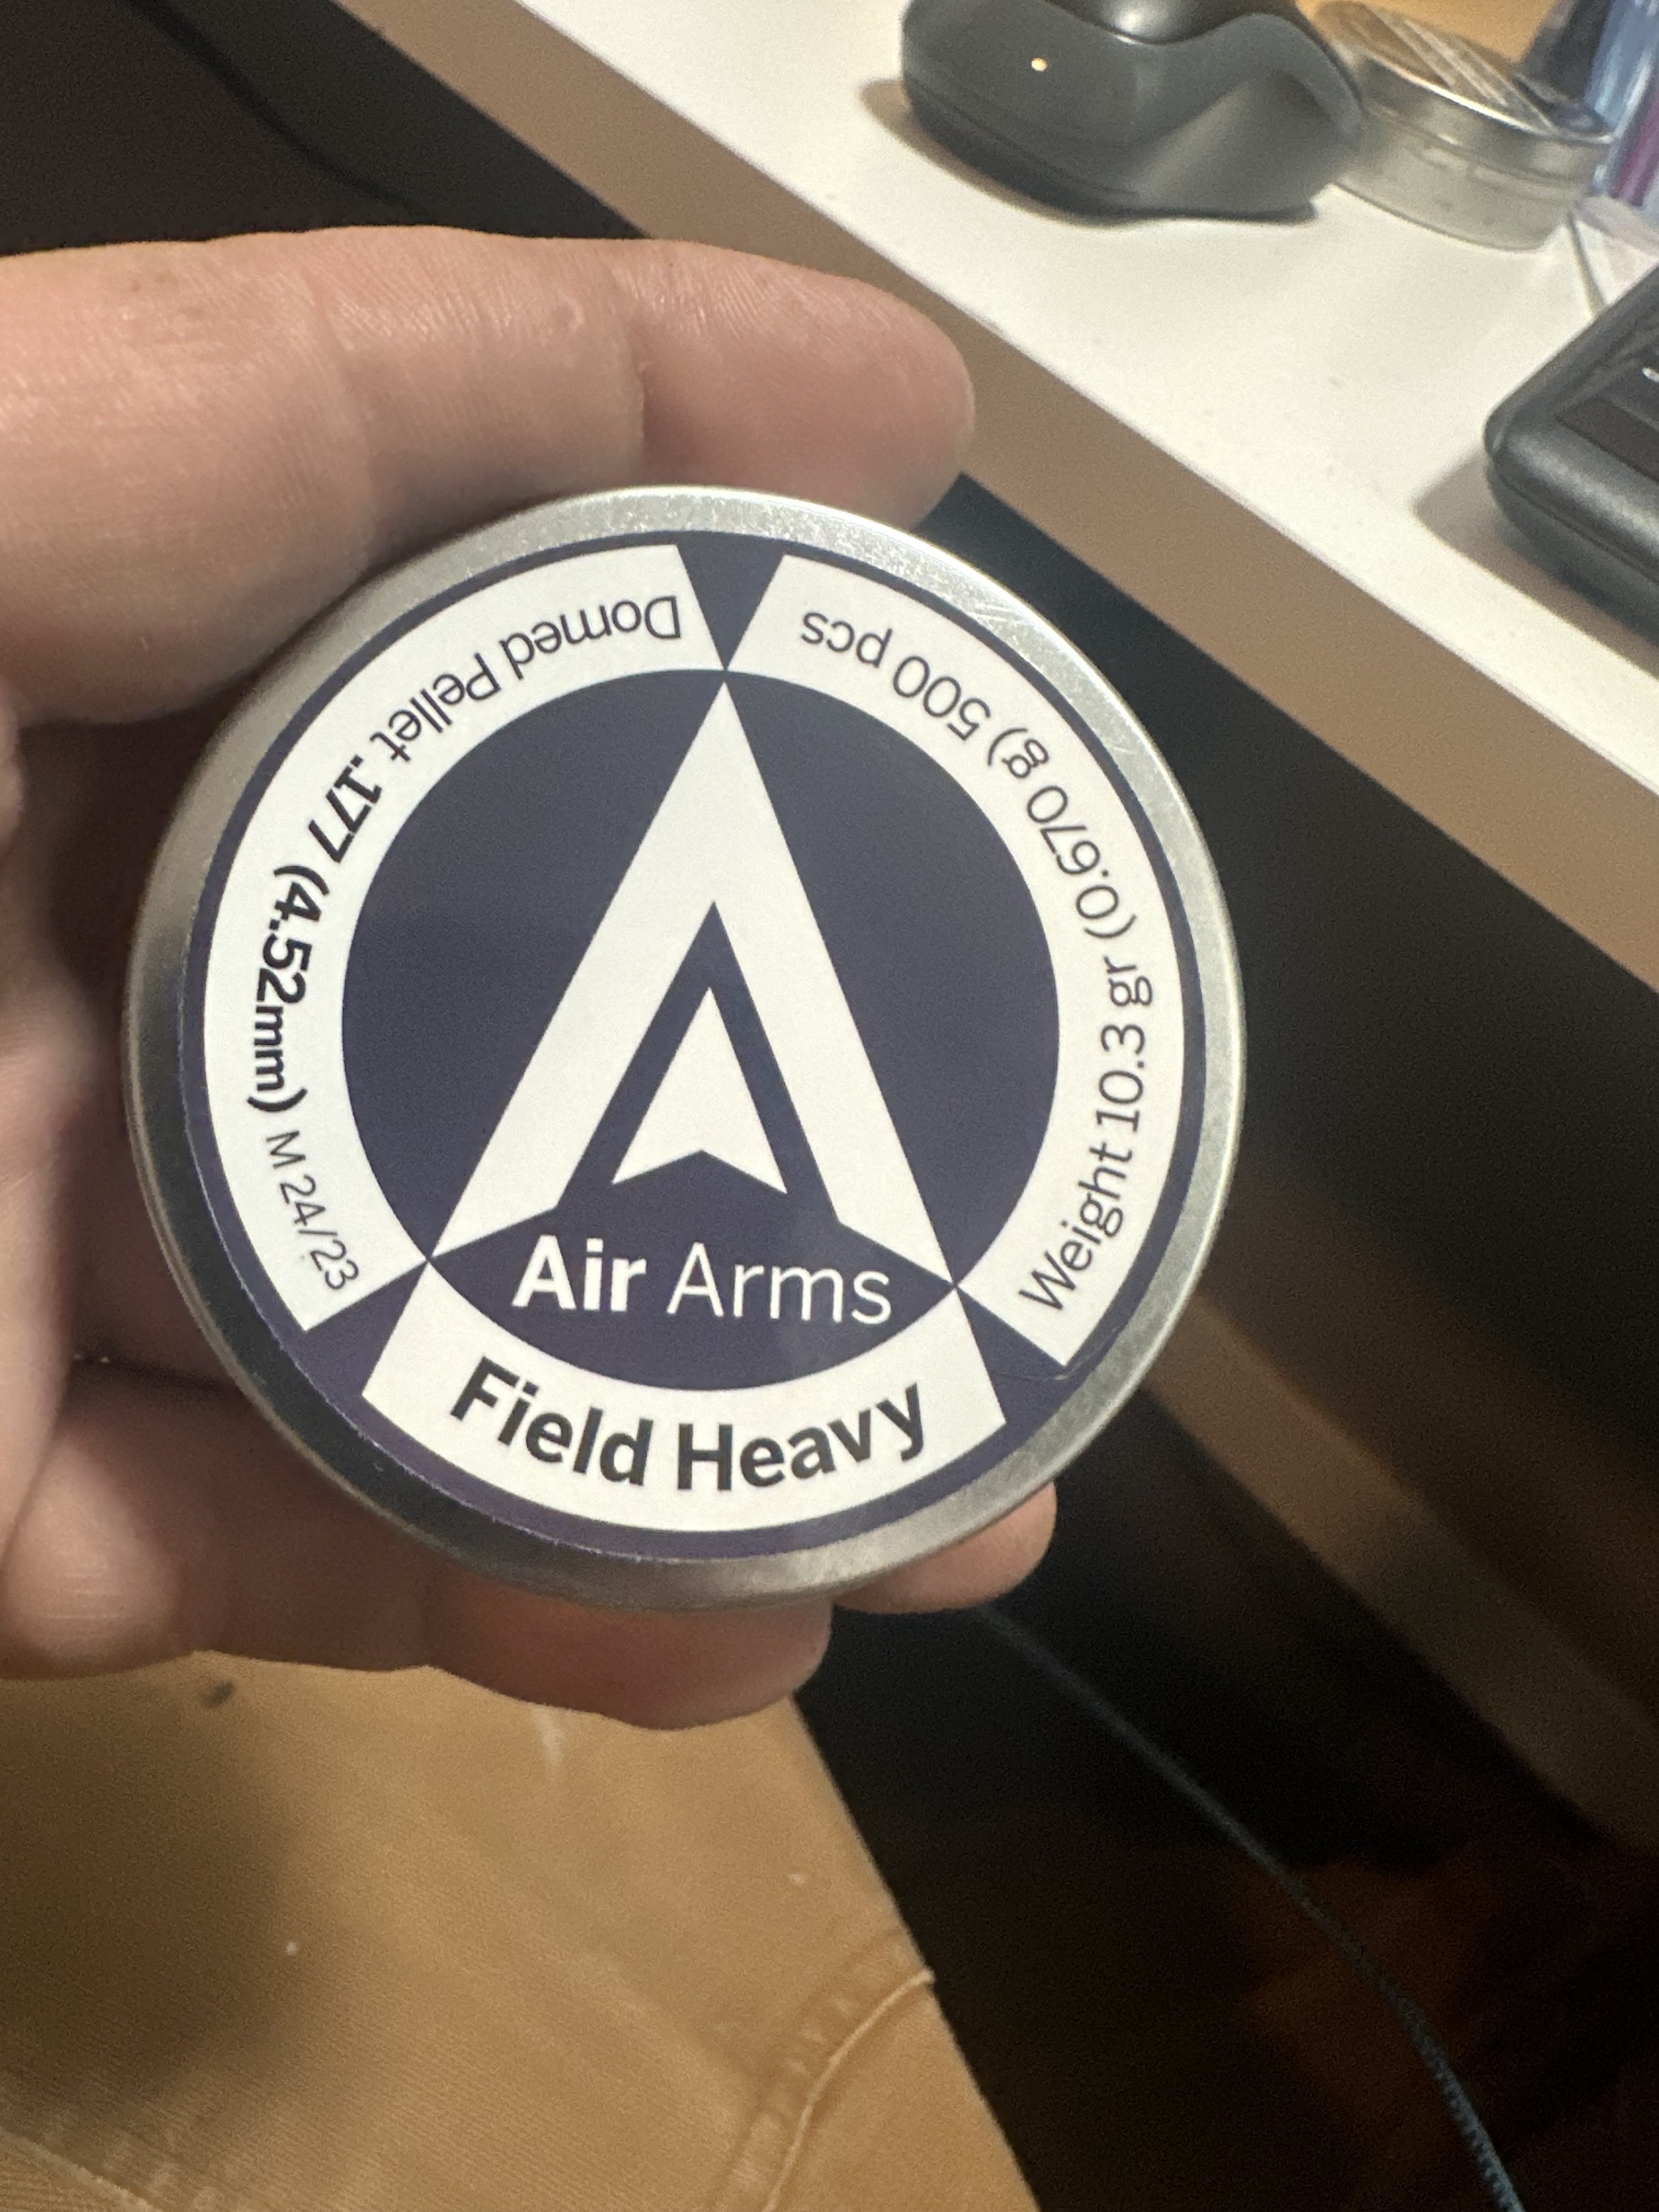 Air Arms
Field Heavy
Domed Pellet .177 (4.52mm) M 24/23
Weight 10.3 gr (0.670 g) 500 pcs